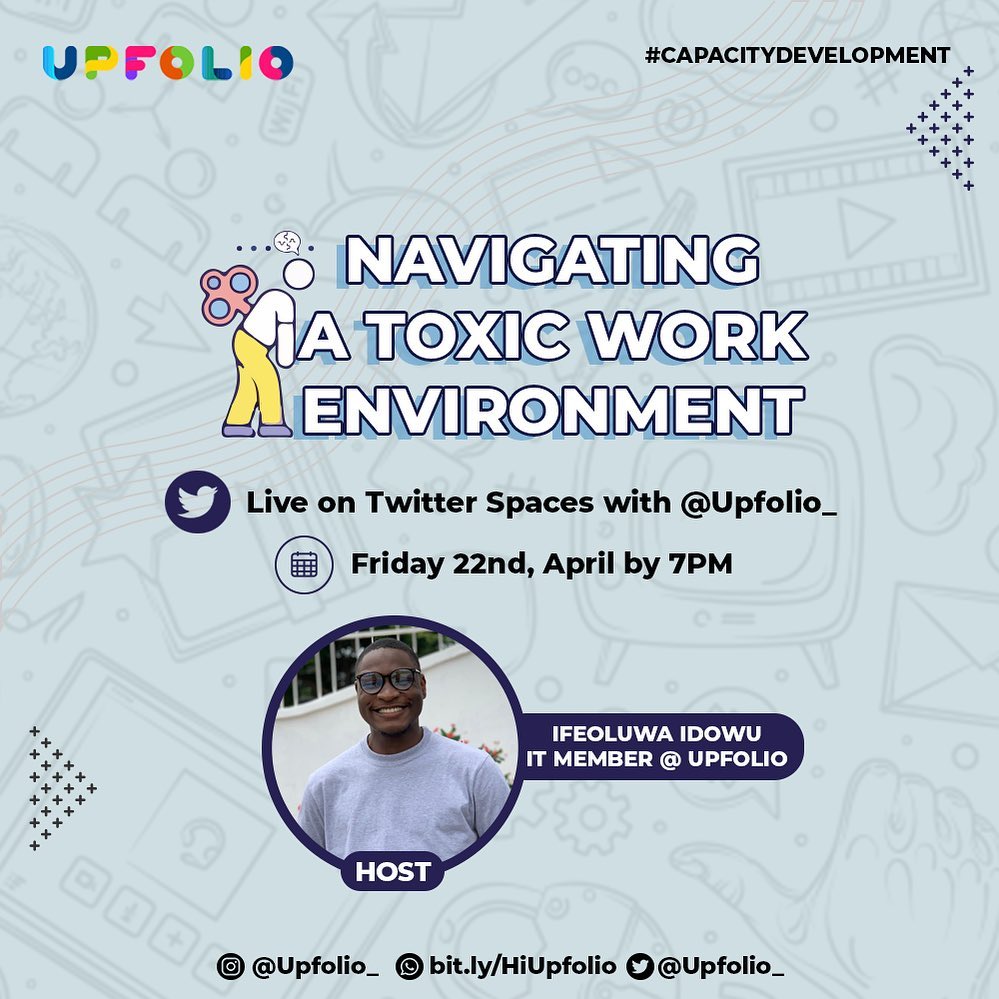 UPFOLIO
#CAPACITYDEVELOPMENT
NAVIGATING
A TOXIC WORK
ENVIRONMENT
Live on Twitter Spaces with @Upfolio_
Friday 22nd, April by 7PM
IFEOLUWA IDOWU
IT MEMBER @ UPFOLIO
HOST
@Upfolio_ bit.ly/HiUpfolio @Upfolio_
WiFi